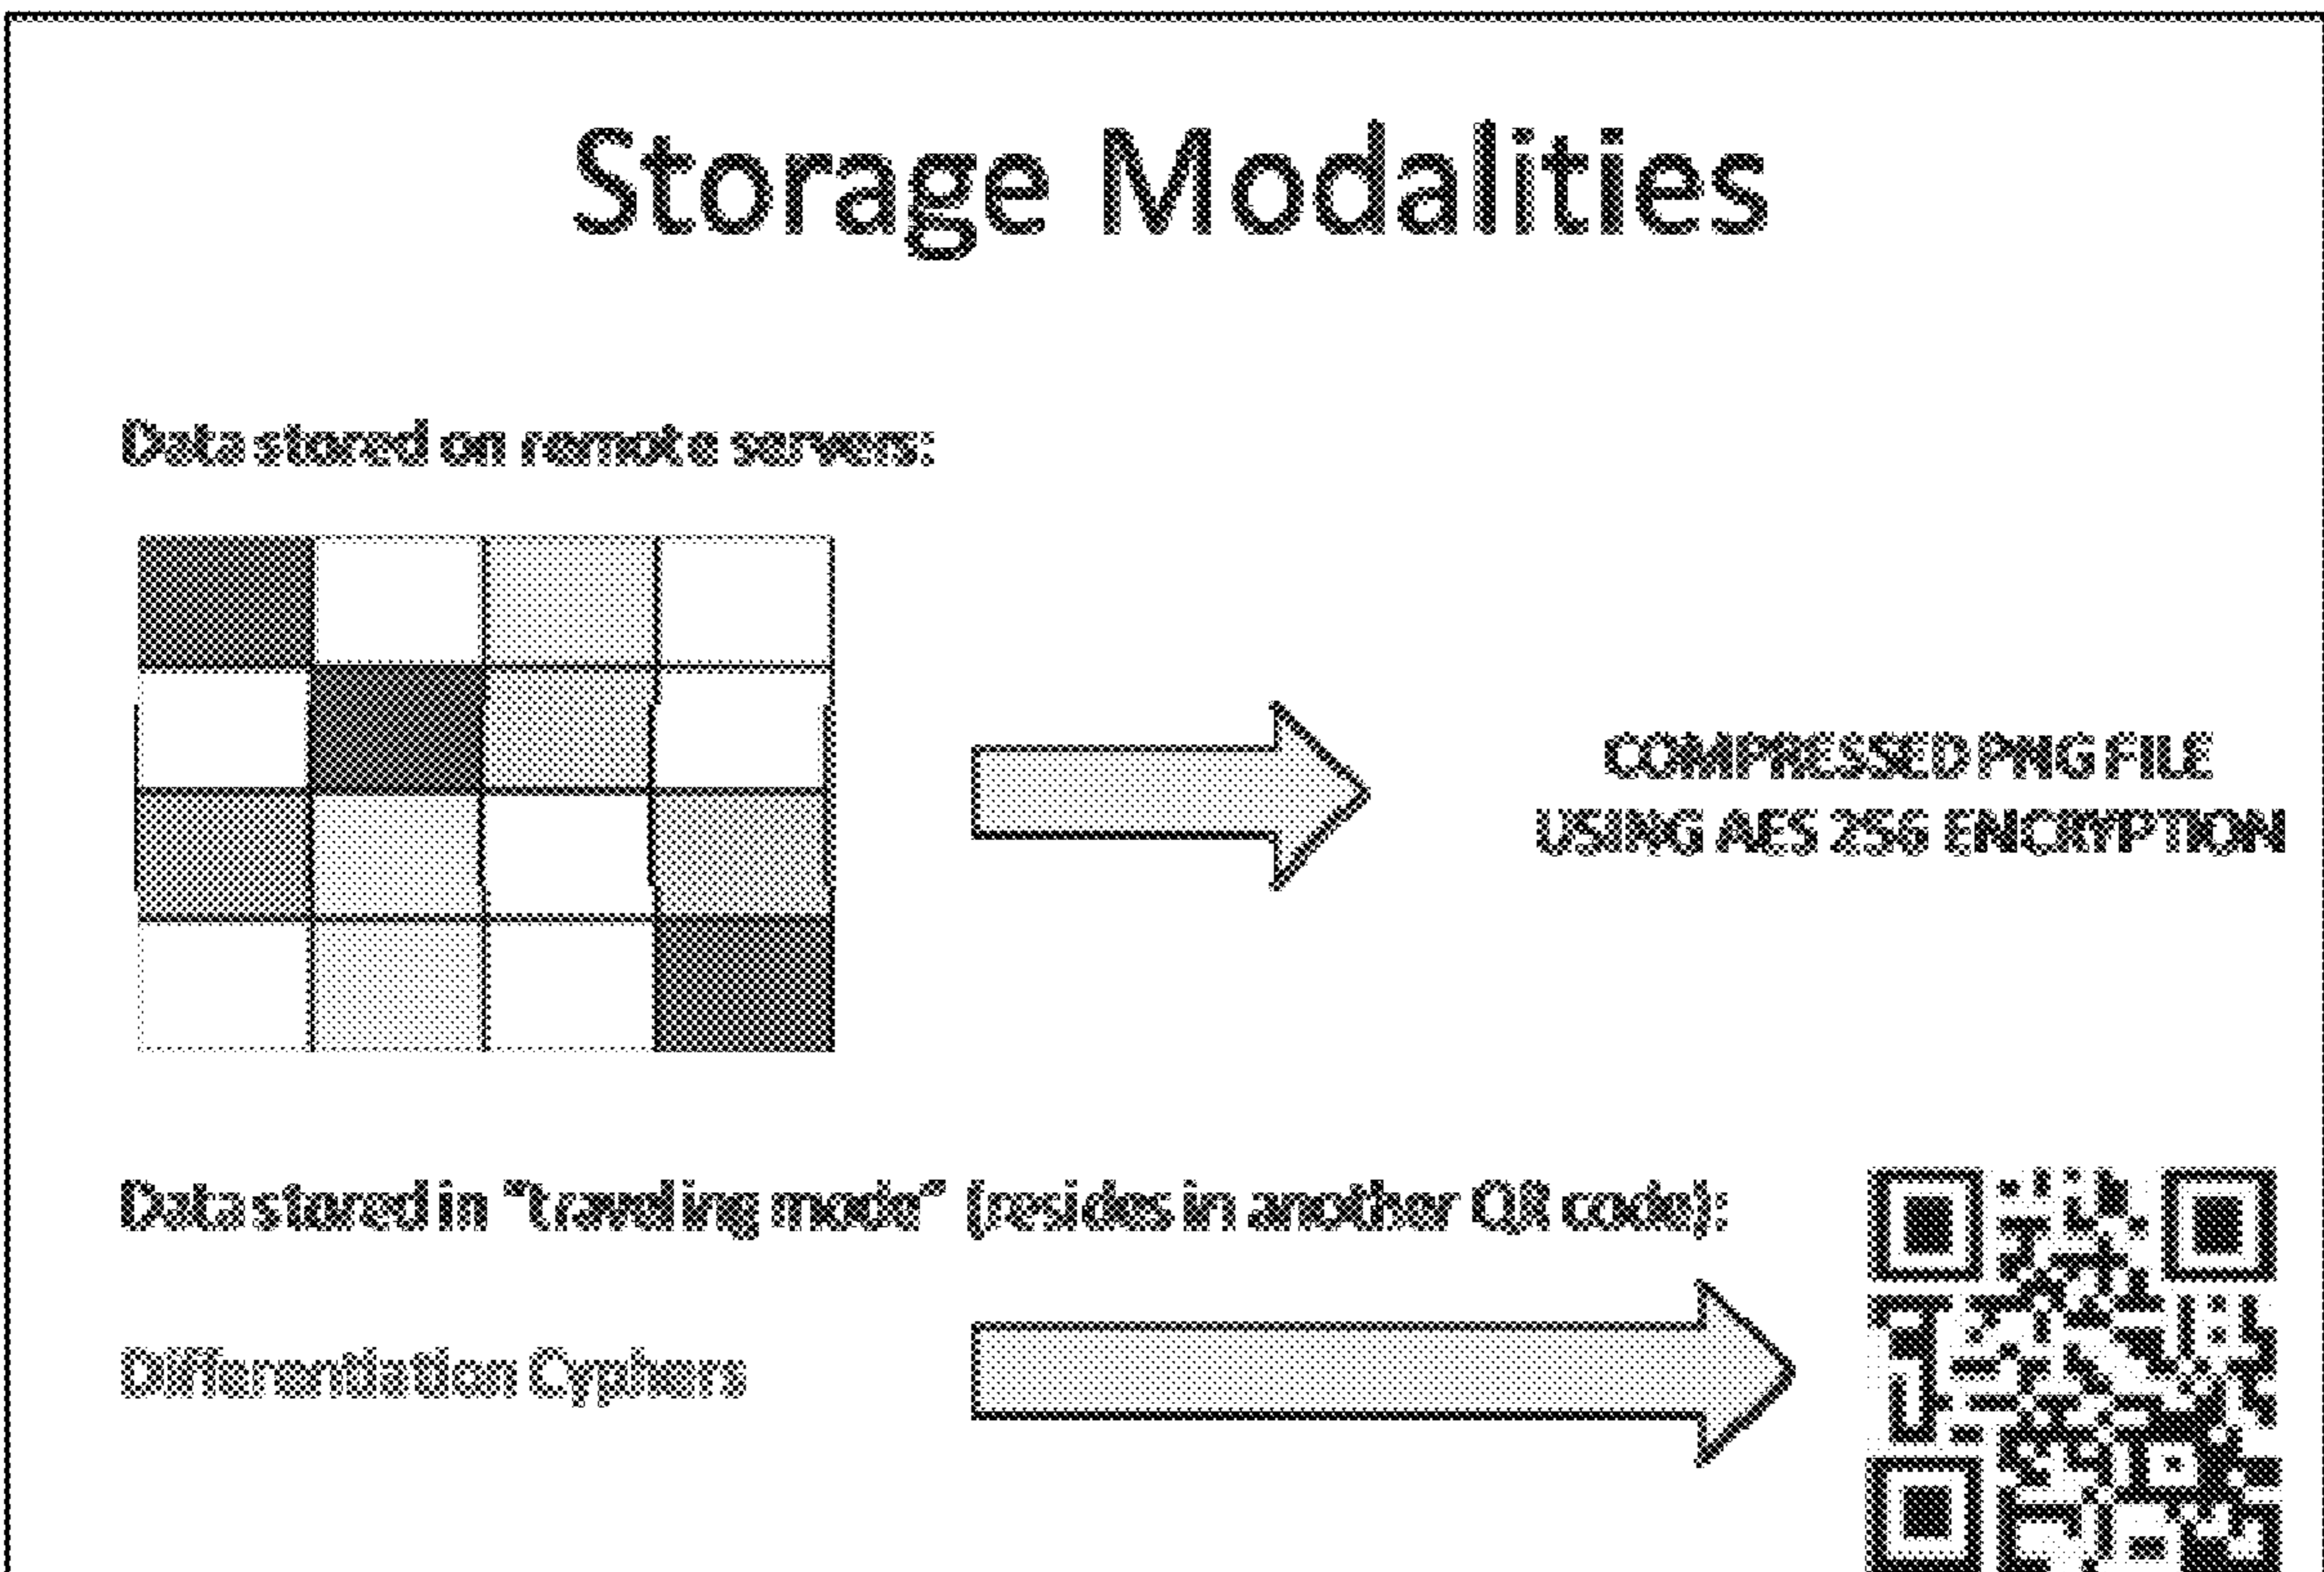 Storage Modalities
Data stored on remote servers:
COMPRESSED PNG FILE
USING AES 256 ENCRYPTION
Data stored in "traveling mode" (resides in another QR code):
Differentiation Cyphers